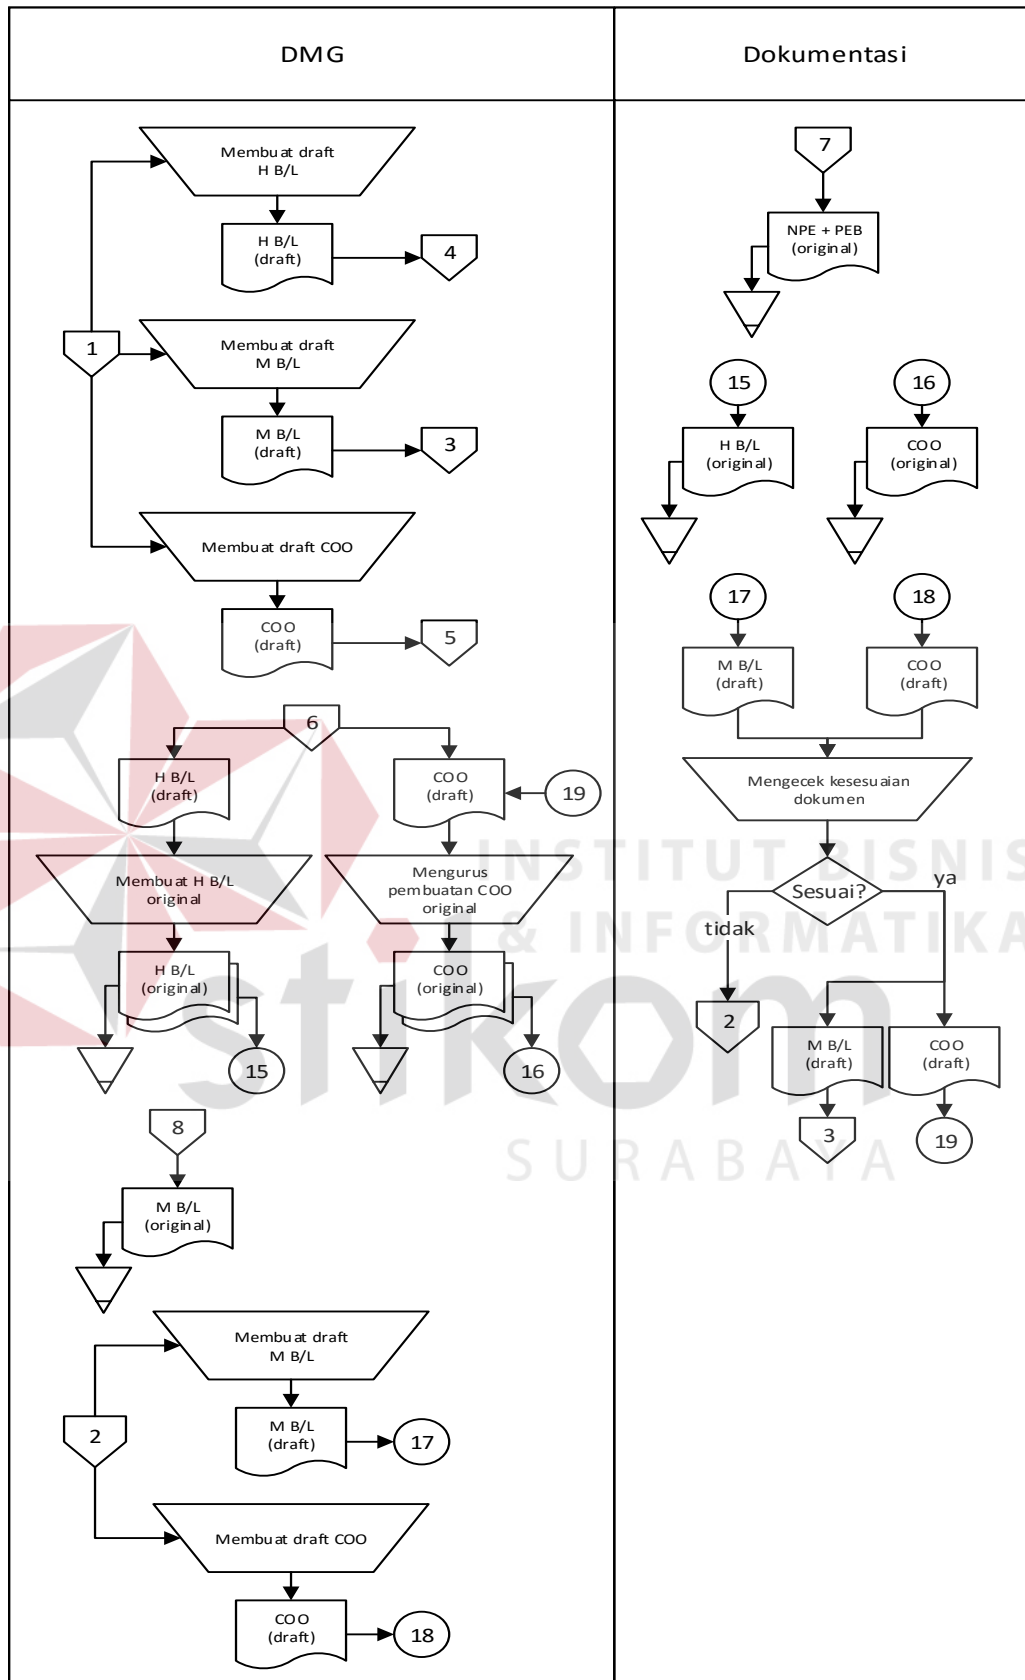 DMG
Dokumentasi
Membuat draft
H B/L
H B/L
(draft)
4
1
Membuat draft
M B/L
M B/L
(draft)
3
Membuat draft COO
COO
(draft)
5
6
H B/L
(draft)
COO
(draft)
19
Membuat H B/L
original
Mengurus
pembuatan COO
original
H B/L
(original)
COO
(original)
15
16
8
M B/L
(original)
Membuat draft
M B/L
2
M B/L
(draft)
17
Membuat draft COO
COO
(draft)
18
7
NPE + PEB
(original)
15
16
H B/L
(original)
COO
(original)
17
18
M B/L
(draft)
COO
(draft)
Mengecek kesesuaian
dokumen
Sesuai?
ya
tidak
2
M B/L
(draft)
COO
(draft)
3
19
INSTITUT BISNIS
& INFORMATIKA
stikom
SURABAYA